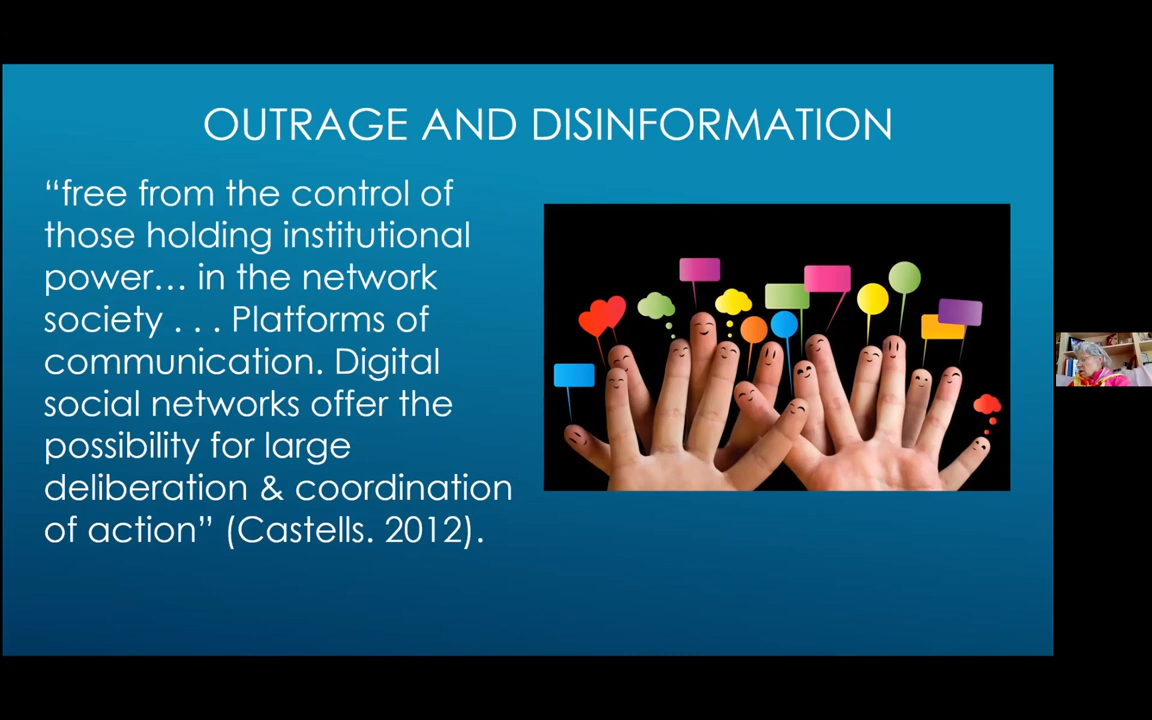 OUTRAGE AND DISINFORMATION
“free from the control of
those holding institutional
power… in the network
society . . . Platforms of
communication. Digital
social networks offer the
possibility for large
deliberation & coordination
of action” (Castells. 2012).